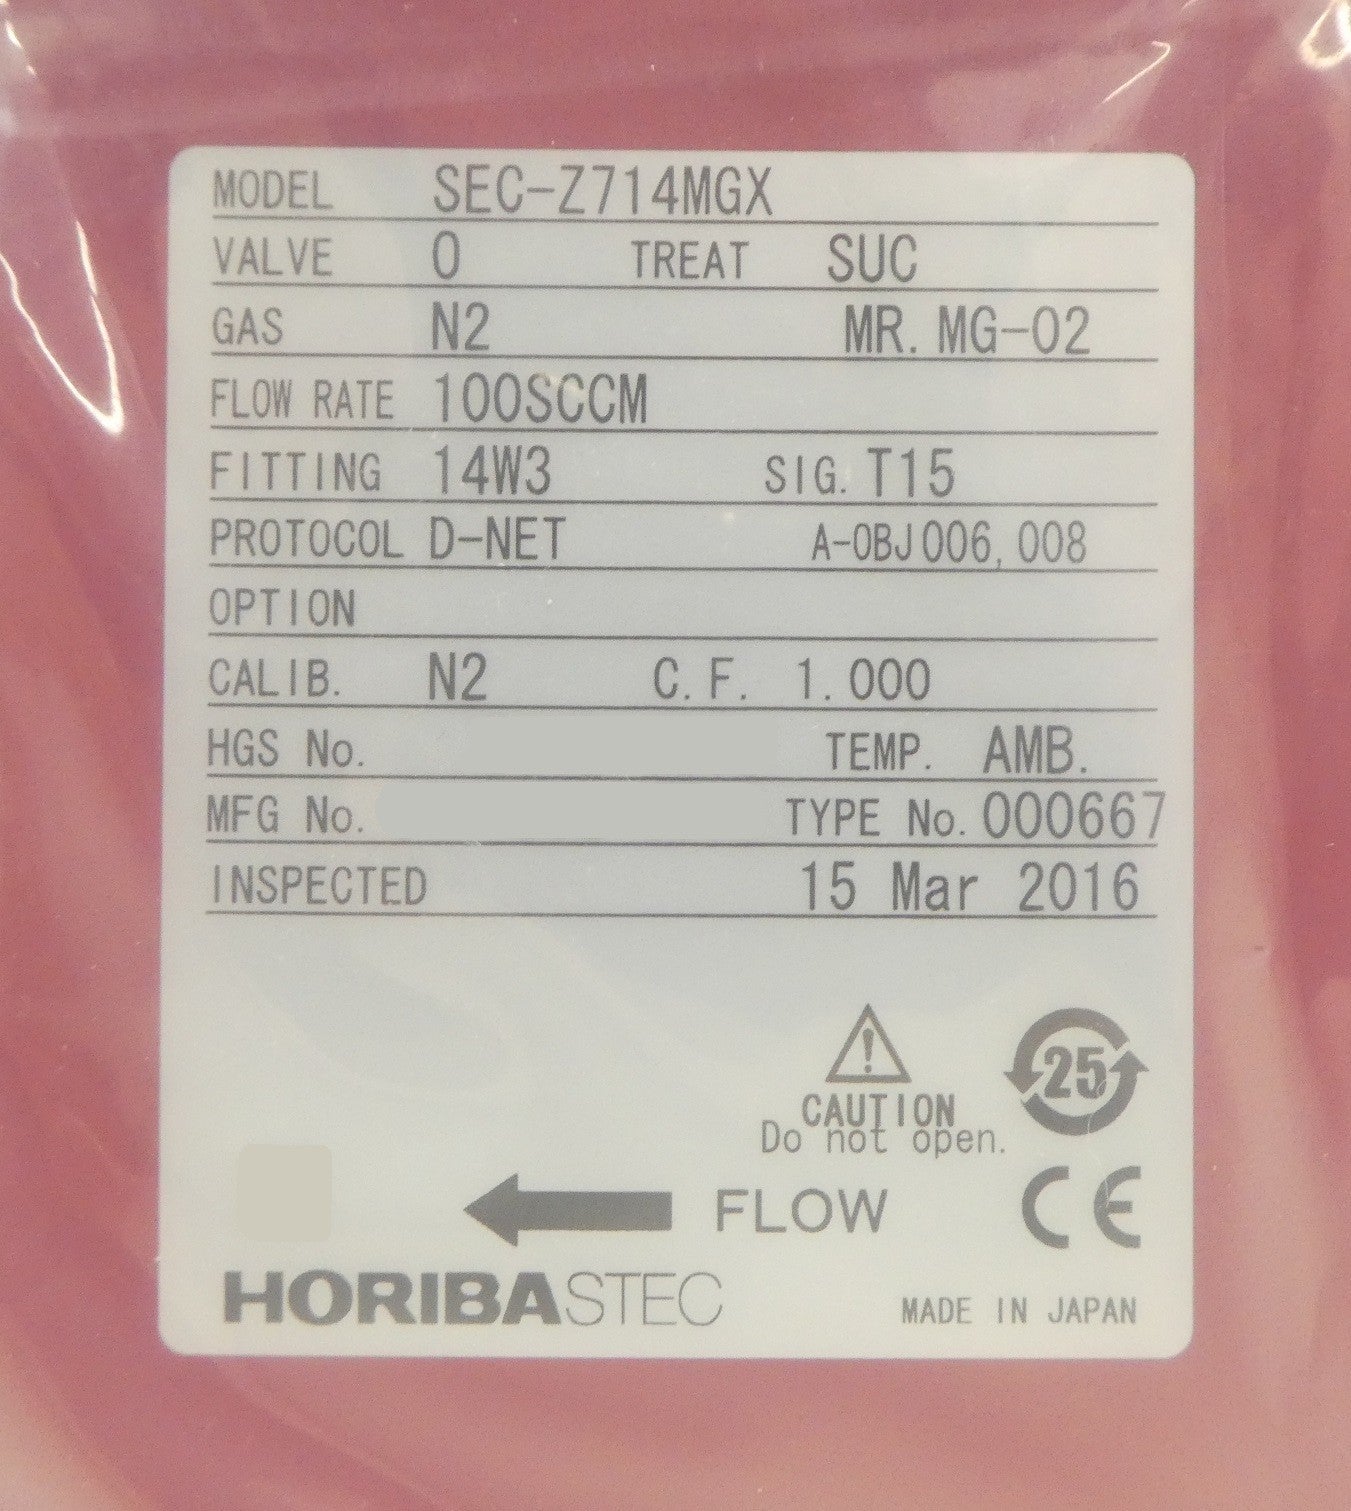 MODEL SEC-Z714MGX
VALVE O TREAT SUC
GAS N2 MR. MG-02
FLOW RATE 100SCCM
FITTING 14W3 SIG. T15
PROTOCOL D-NET A-OBJ006, 008
OPTION
CALIB. N2 C. F. 1. 000
HGS No. TEMP. AMB.
MFG No. TYPE No. 000667
INSPECTED 15 Mar 2016
25
CAUTION
Do not open.
FLOW CE
HORIBASTEC
MADE IN JAPAN